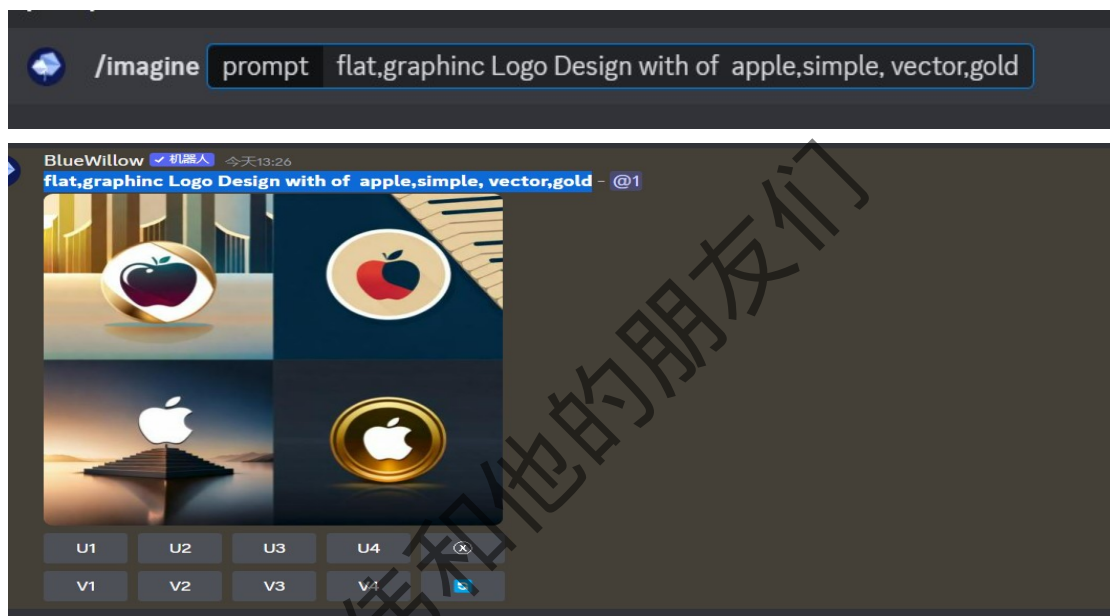 /imagine prompt flat,graphinc Logo Design with of apple,simple, vector,gold
BlueWillow ✓ 机器人 今天13:26
flat,graphinc Logo Design with of apple,simple, vector,gold - @1
U1 U2 U3 U4
V1 V2 V3 V4
伟和他的朋友们